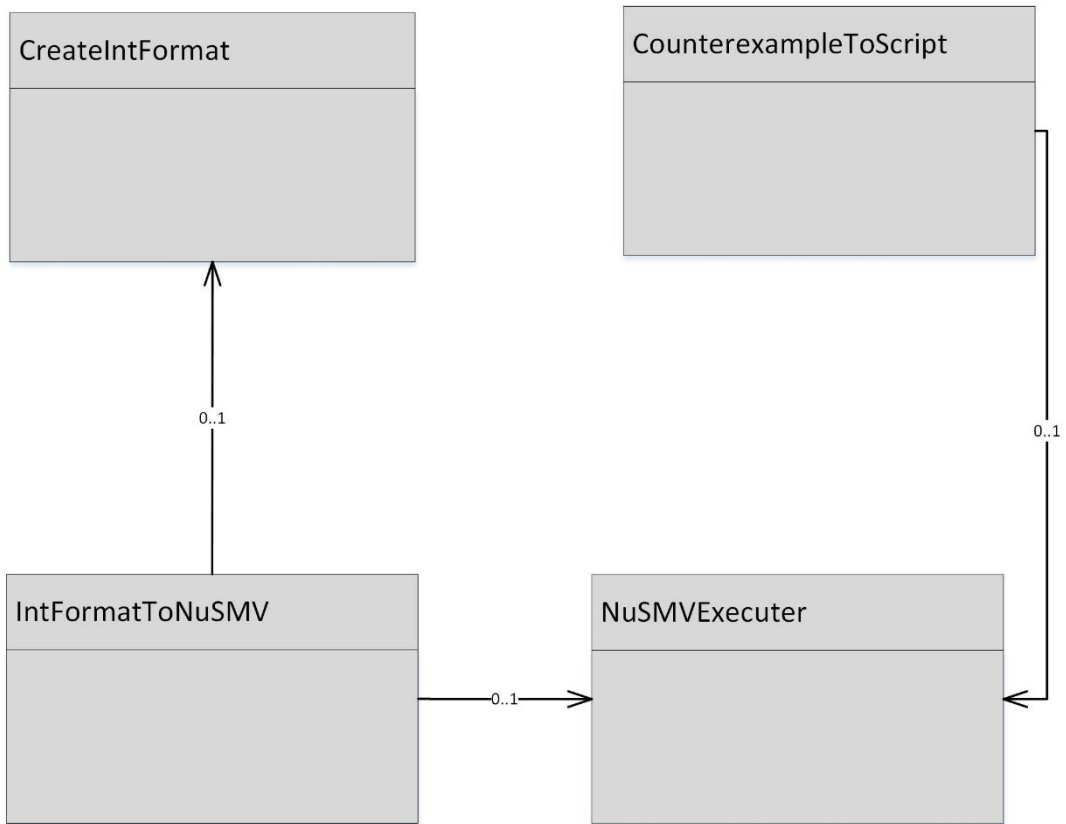 CreateIntFormat
CounterexampleToScript
0..1
0..1
IntFormatToNuSMV
NuSMVExecuter
0..1